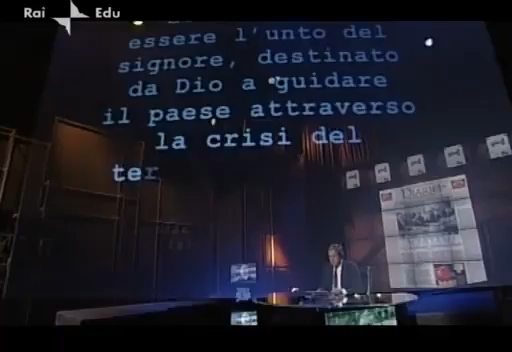 Rai Edu
essere l'unto del
signore, destinato
da Dio a guidare
il paese attraverso
la crisi del
ter